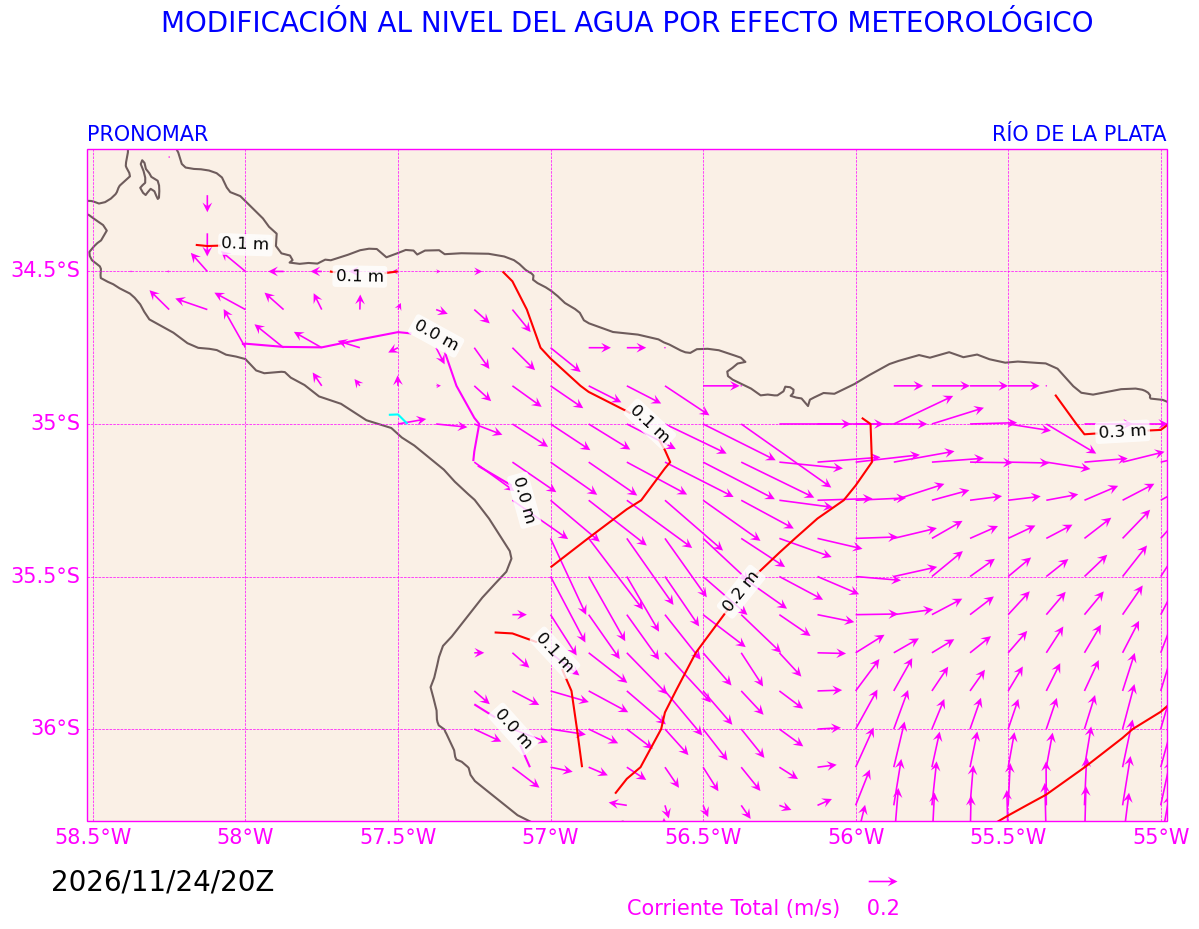 MODIFICACIÓN AL NIVEL DEL AGUA POR EFECTO METEOROLÓGICO
PRONOMAR
RÍO DE LA PLATA
0.1 m
34.5°S
0.1 m
0.0 m
0.1 m
35°S
0.3 m
0.0 m
35.5°S
0.2 m
0.1 m
0.0 m
36°S
58.5°W
58°W
57.5°W
57°W
56.5°W
56°W
55.5°W
55°W
2026/11/24/20Z
Corriente Total (m/s) 0.2